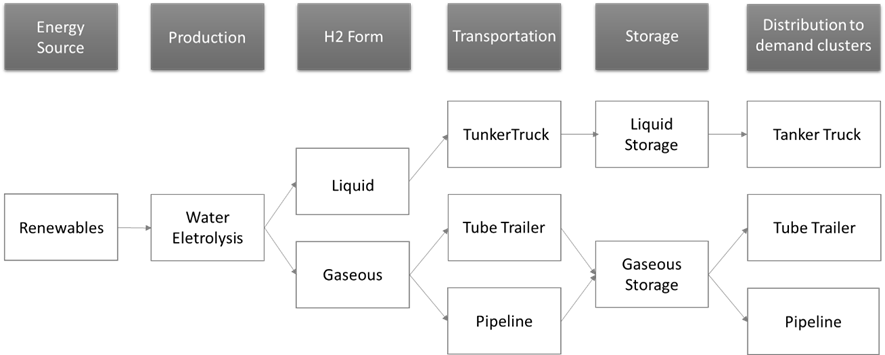 Energy
Source
Production
H2 Form
Transportation
Storage
Distribution to
demand clusters
TunkerTruck
Liquid
Storage
Tanker Truck
Liquid
Renewables
Water
Eletrolysis
Tube Trailer
Tube Trailer
Gaseous
Gaseous
Storage
Pipeline
Pipeline